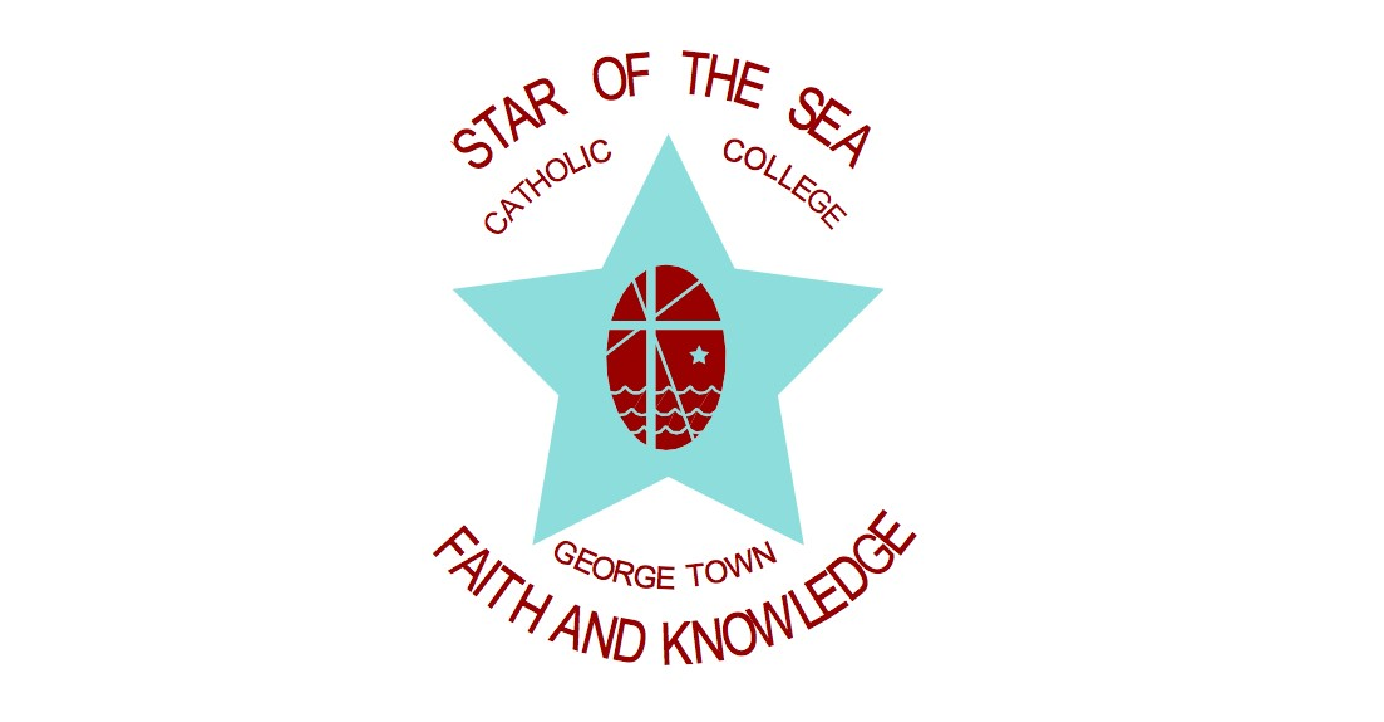 STAR OF THE SEA
CATHOLIC COLLEGE
GEORGE TOWN
FAITH AND KNOWLEDGE